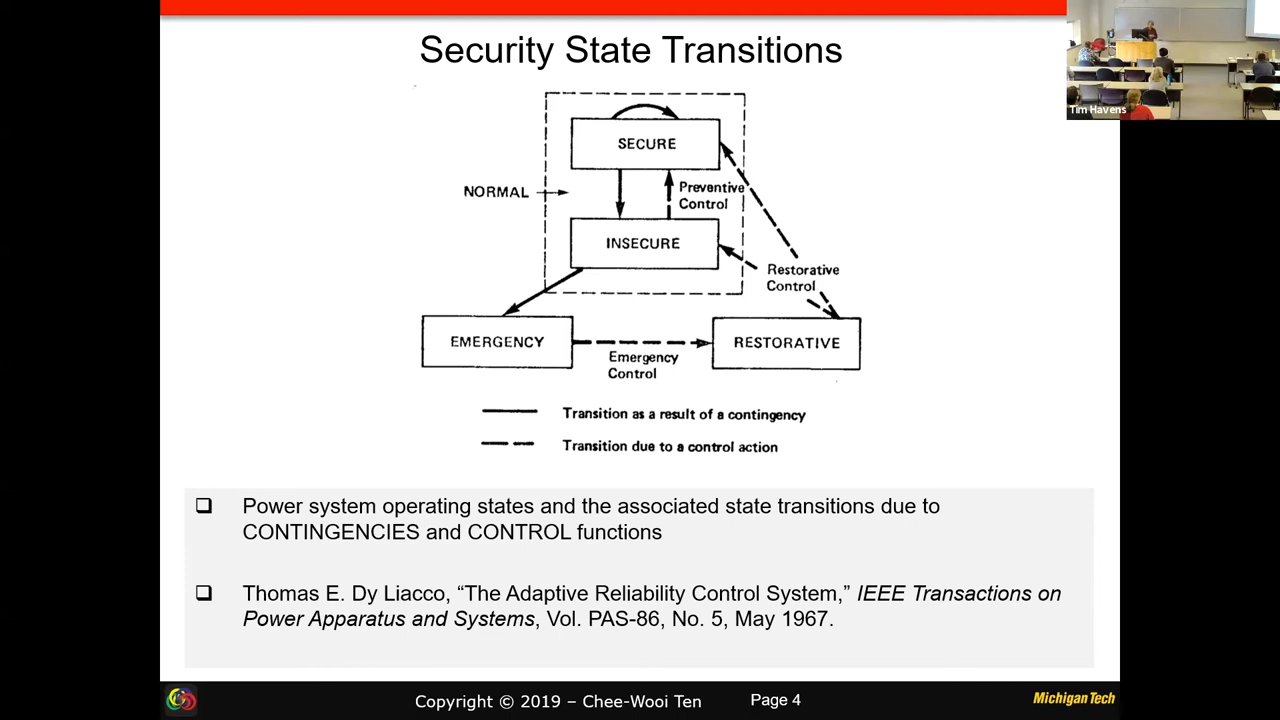 Security State Transitions
Tim Havens
SECURE
NORMAL
Preventive
Control
INSECURE
Restorative
Control
EMERGENCY
RESTORATIVE
Emergency
Control
Transition as a result of a contingency
Transition due to a control action
❑ Power system operating states and the associated state transitions due to
CONTINGENCIES and CONTROL functions
❑ Thomas E. Dy Liacco, “The Adaptive Reliability Control System,” IEEE Transactions on
Power Apparatus and Systems, Vol. PAS-86, No. 5, May 1967.
Copyright © 2019 – Chee-Wooi Ten
Page 4
MichiganTech